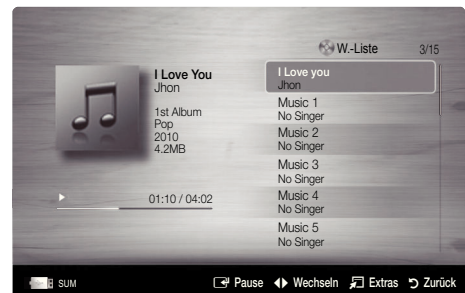 W.-Liste 3/15
I Love You
Jhon
1st Album
Pop
2010
4.2MB
01:10 / 04:02
I Love you
Jhon
Music 1
No Singer
Music 2
No Singer
Music 3
No Singer
Music 4
No Singer
Music 5
No Singer
SUM Pause Wechseln Extras Zurück